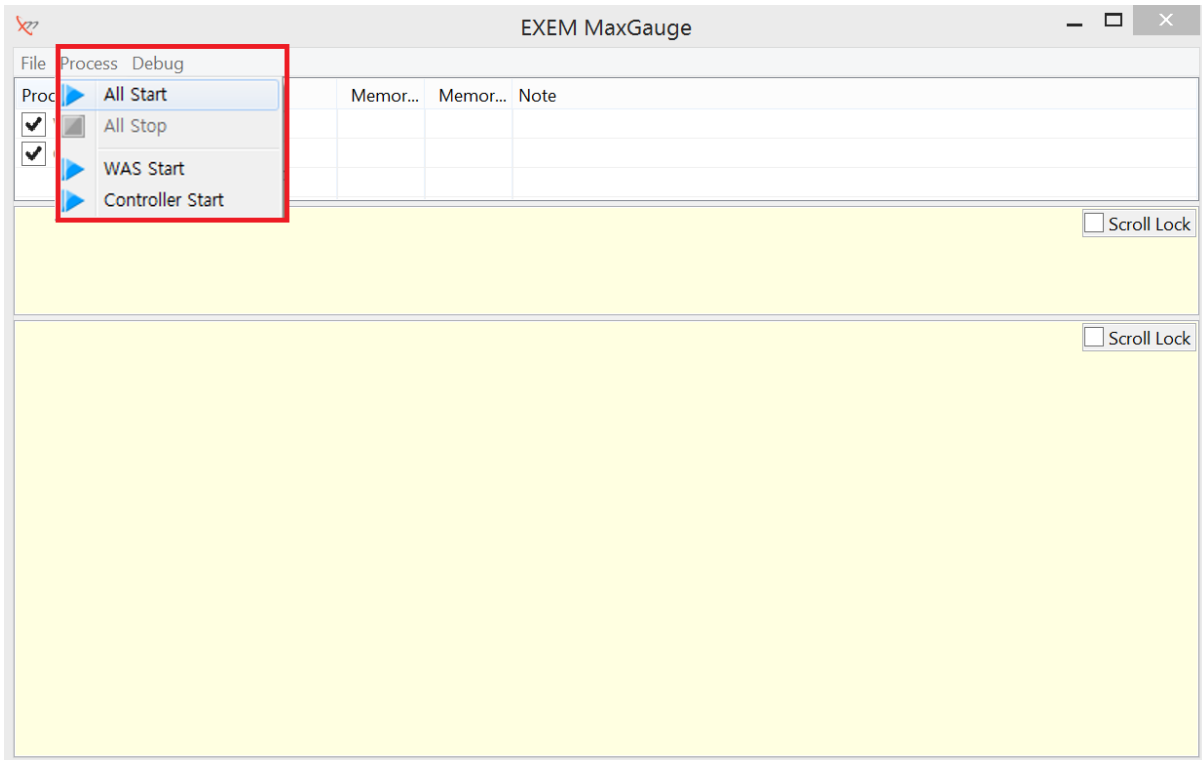 EXEM MaxGauge
File Process Debug
Proc Memor... Memor... Note
All Start
All Stop
WAS Start
Controller Start
Scroll Lock
Scroll Lock